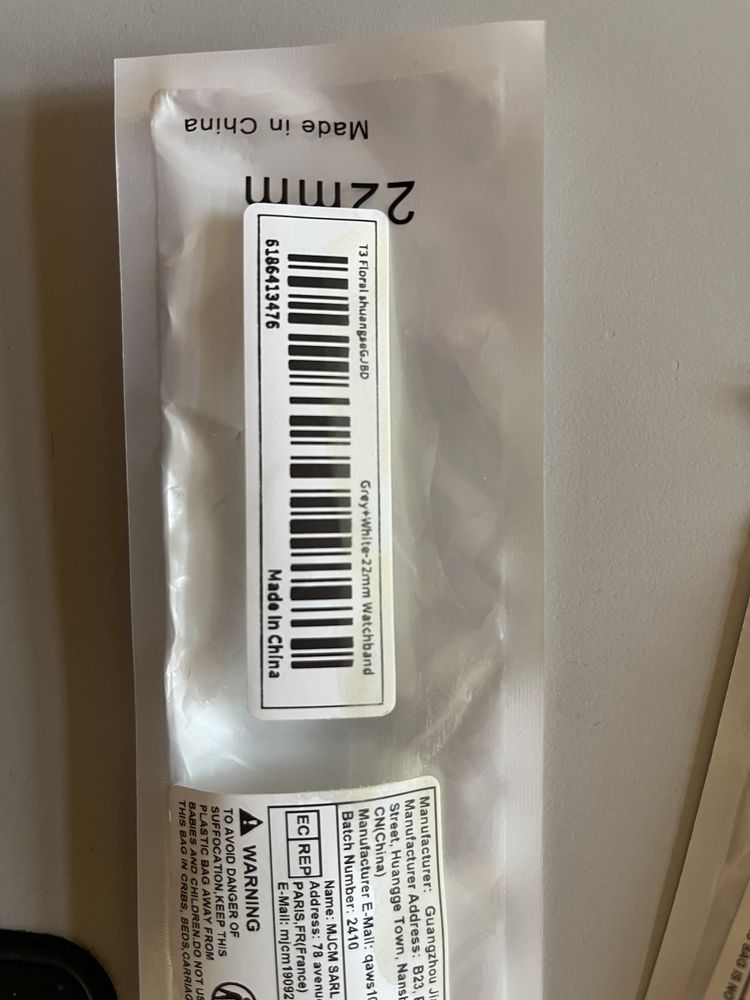 Made in China
22mm
T3 Floral shuangseGJBD
Grey+White-22mm Watchband
6186413476
Made In China
Manufacturer: Guangzhou
Manufacturer Address: B23,
Street, Huangge Town,
CN(China)
Manufacturer E-Mail:
Batch Number: 2410
EC REP
Name: MJCM SARL
Address: 78
PARIS,FR(France)
E-Mail:
WARNING
TO AVOID DANGER OF
SUFFOCATION,KEEP THIS
PLASTIC BAG AWAY FROM
BABIES AND CHILDREN.DO NOT
THIS BAG IN CRIBS, BEDS,